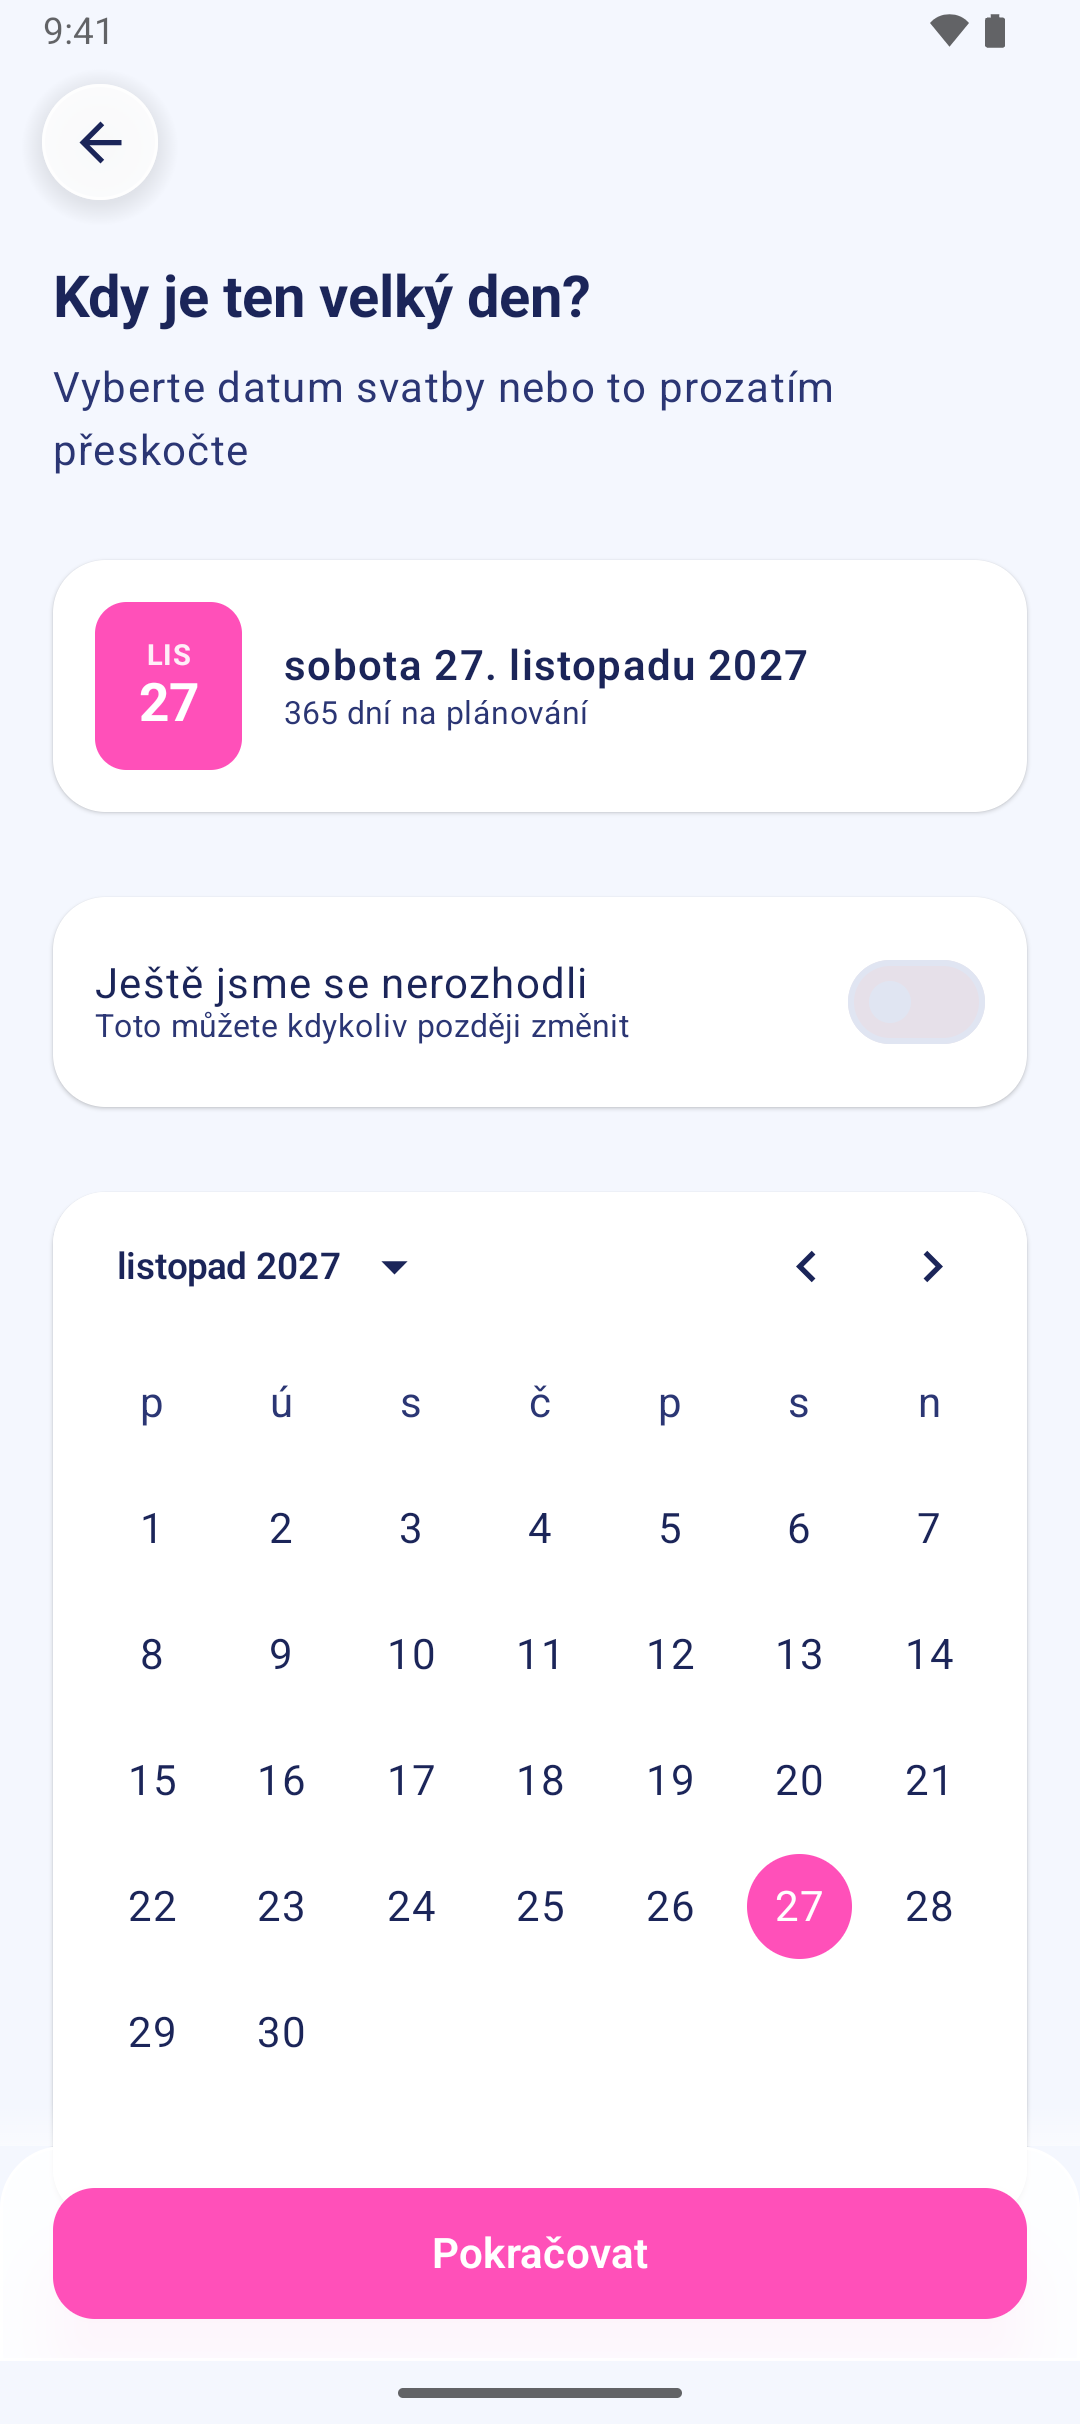 9:41
Kdy je ten velký den?
Vyberte datum svatby nebo to prozatím
přeskočte
LIS
27
sobota 27. listopadu 2027
365 dní na plánování
Ještě jsme se nerozhodli
Toto můžete kdykoliv později změnit
listopad 2027
p ú s č p s n
1 2 3 4 5 6 7
8 9 10 11 12 13 14
15 16 17 18 19 20 21
22 23 24 25 26 27 28
29 30
Pokračovat